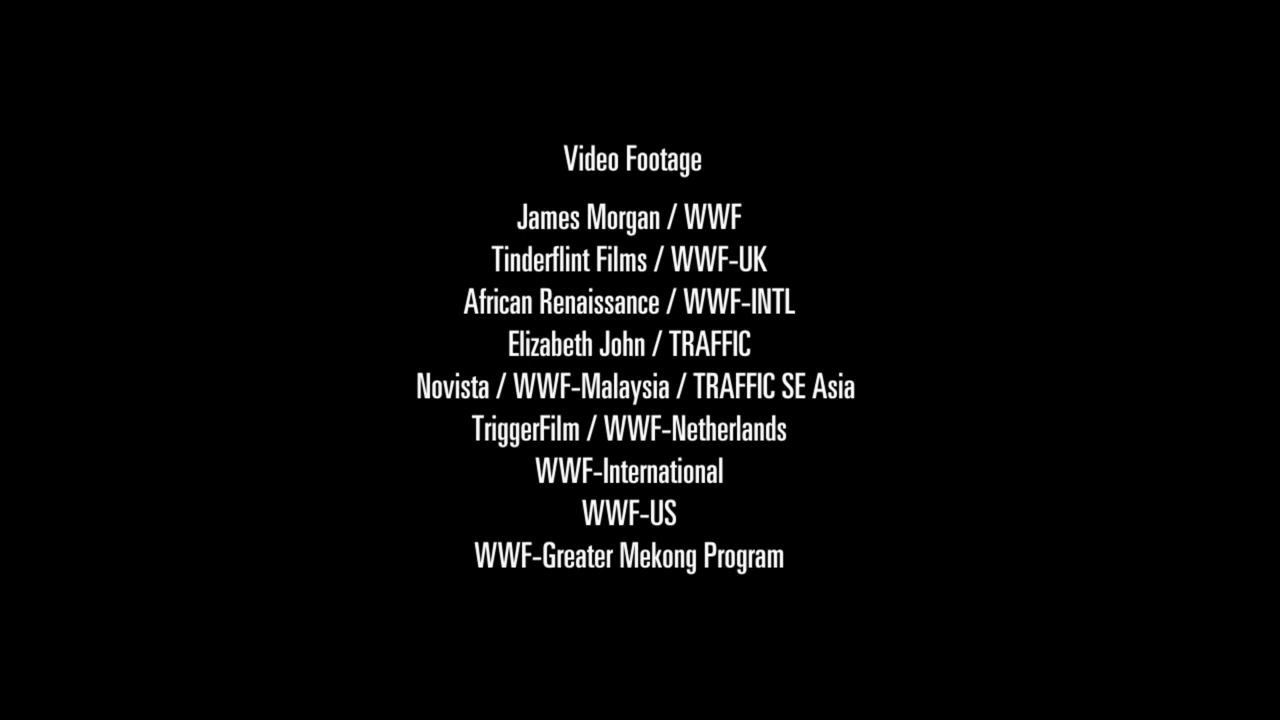 Video Footage
James Morgan / WWF
Tinderflint Films / WWF-UK
African Renaissance / WWF-INTL
Elizabeth John / TRAFFIC
Novista / WWF-Malaysia / TRAFFIC SE Asia
TriggerFilm / WWF-Netherlands
WWF-International
WWF-US
WWF-Greater Mekong Program